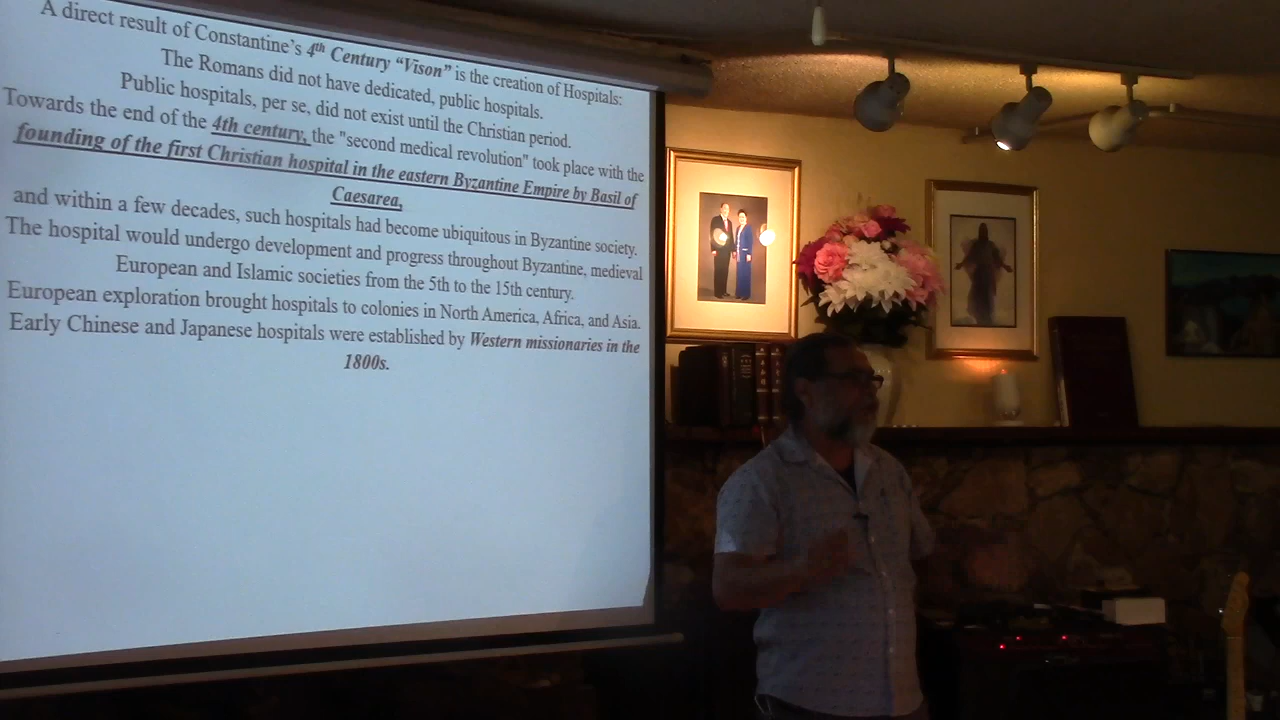 A direct result of Constantine's 4th Century “Vison” is the creation of Hospitals:
The Romans did not have dedicated, public hospitals.
Public hospitals, per se, did not exist until the Christian period.
Towards the end of the 4th century, the "second medical revolution" took place with the
founding of the first Christian hospital in the eastern Byzantine Empire by Basil of
Caesarea,
and within a few decades, such hospitals had become ubiquitous in Byzantine society.
The hospital would undergo development and progress throughout Byzantine, medieval
European and Islamic societies from the 5th to the 15th century.
European exploration brought hospitals to colonies in North America, Africa, and Asia.
Early Chinese and Japanese hospitals were established by Western missionaries in the
1800s.